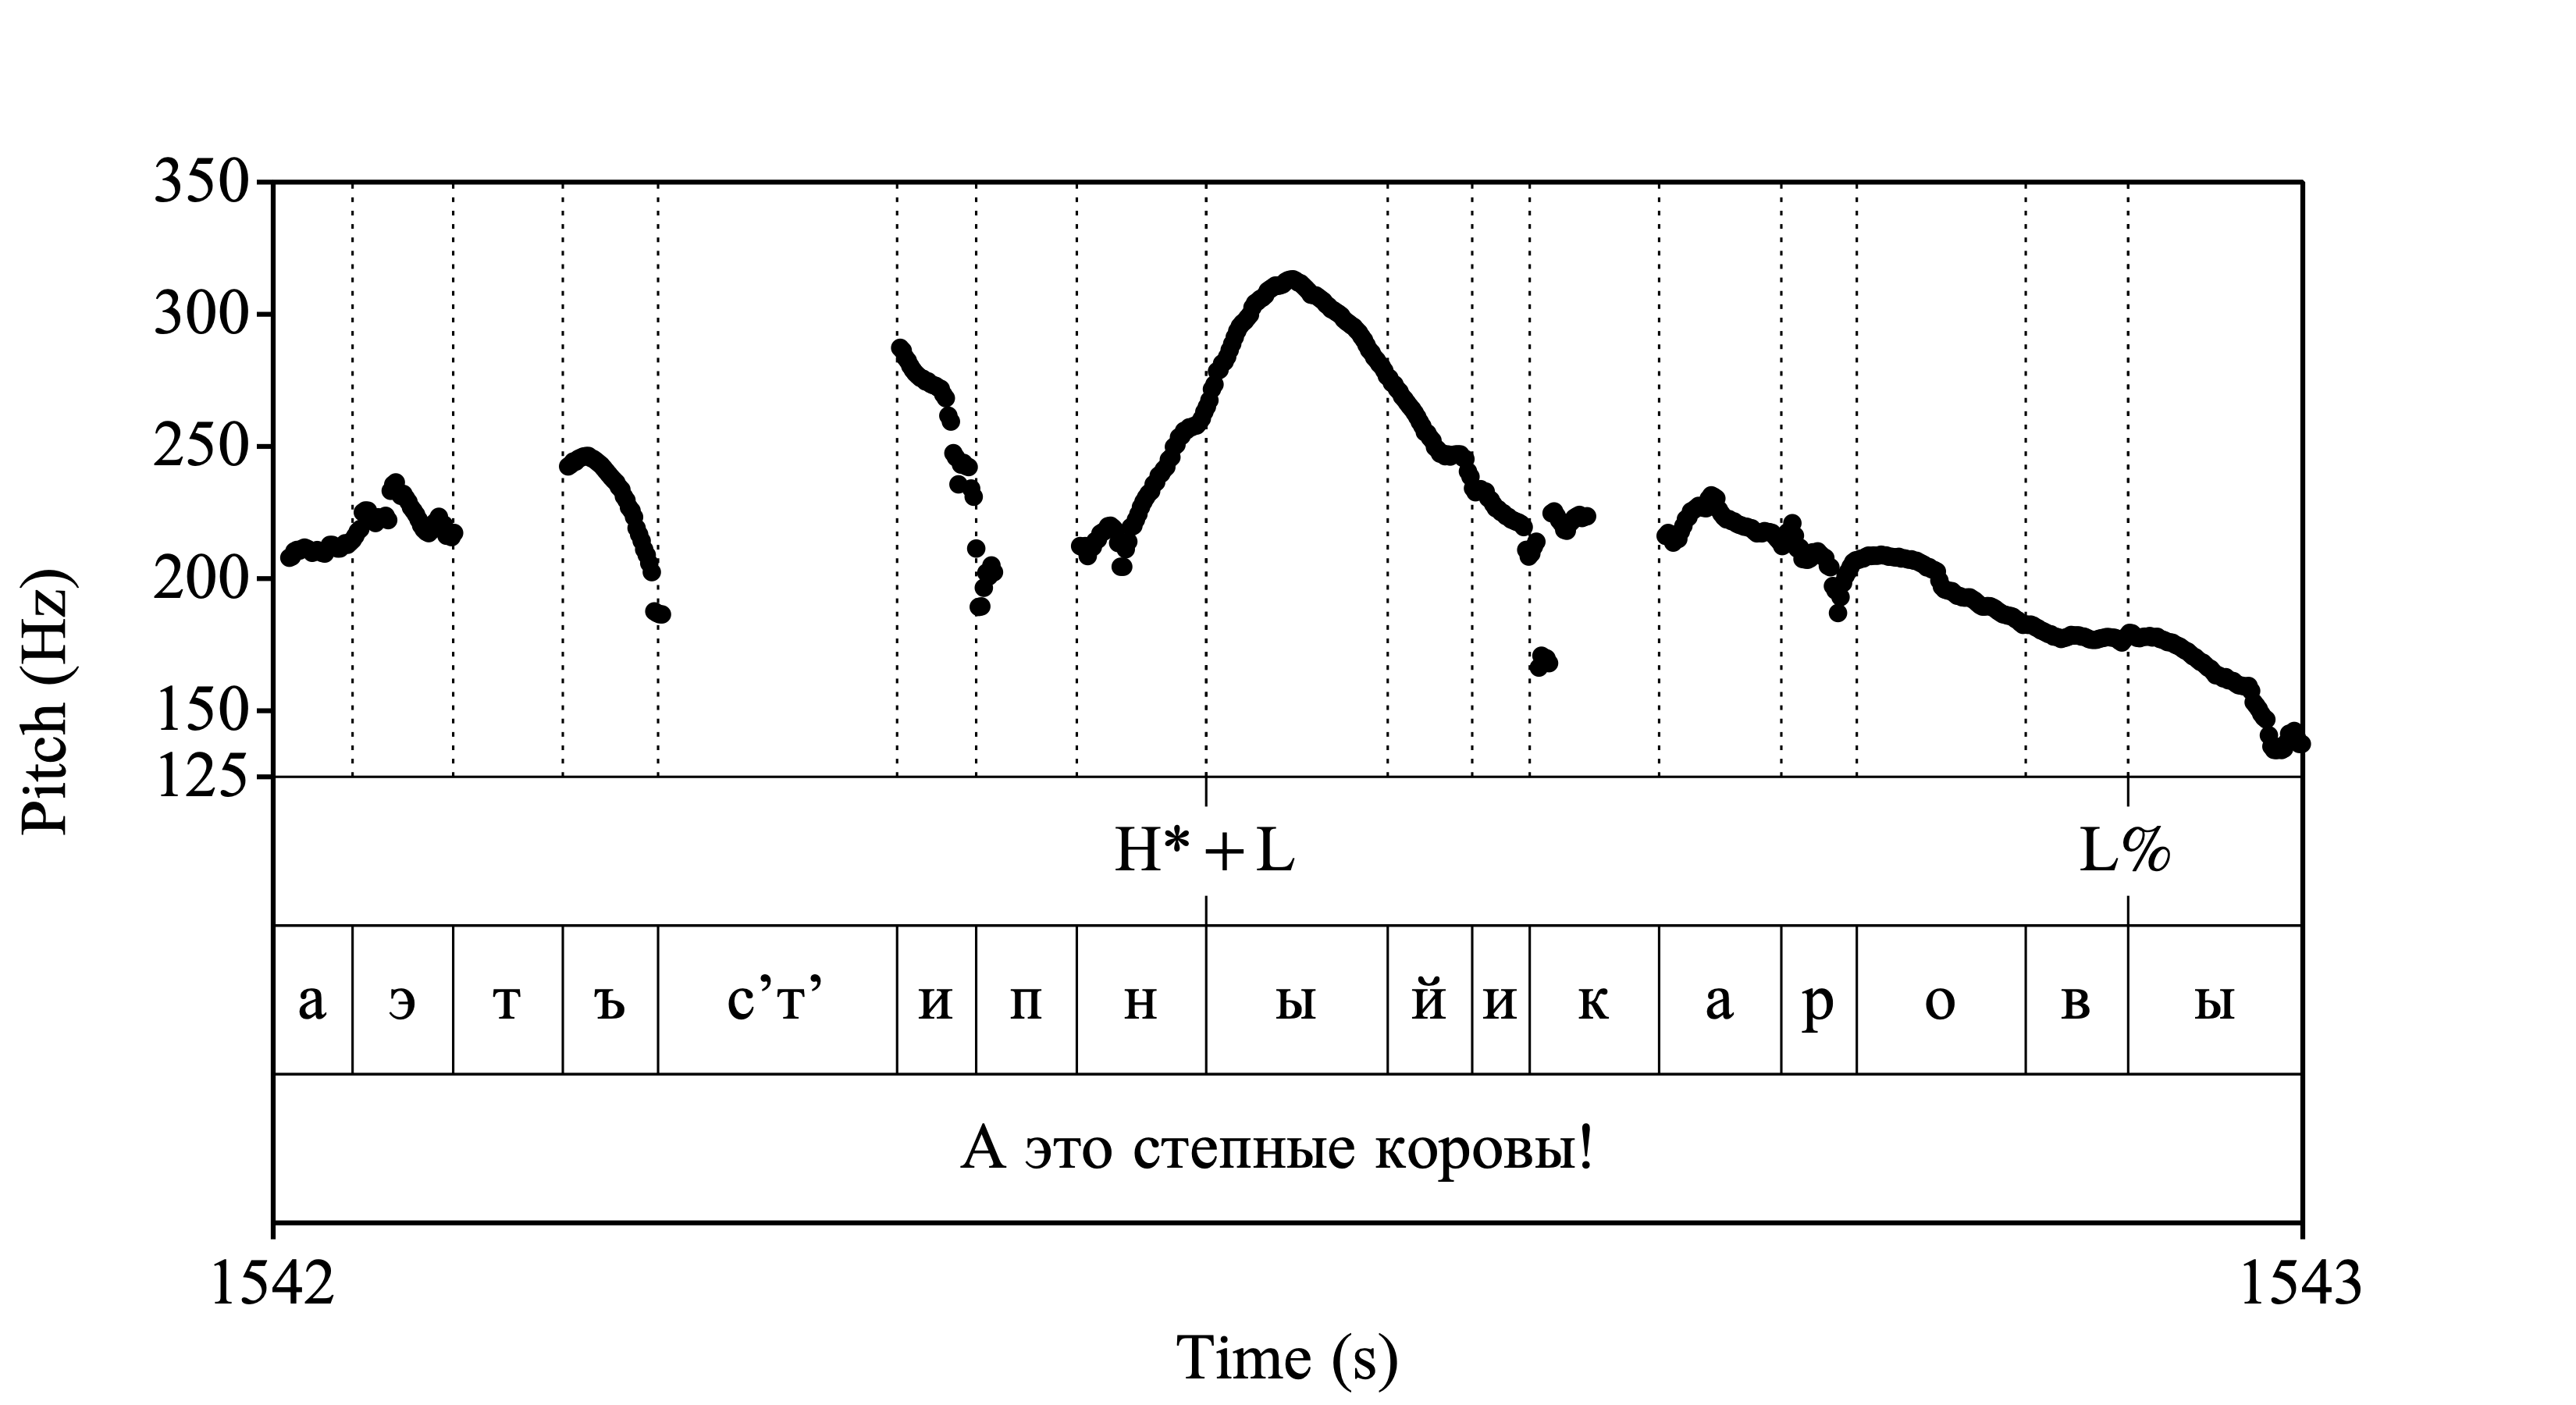 350
300
250
200
150
125
Pitch (Hz)
H*+L L%
а э т ъ с’т’ и п н ы й и к а р о в ы
А это степные коровы!
1542 1543
Time (s)